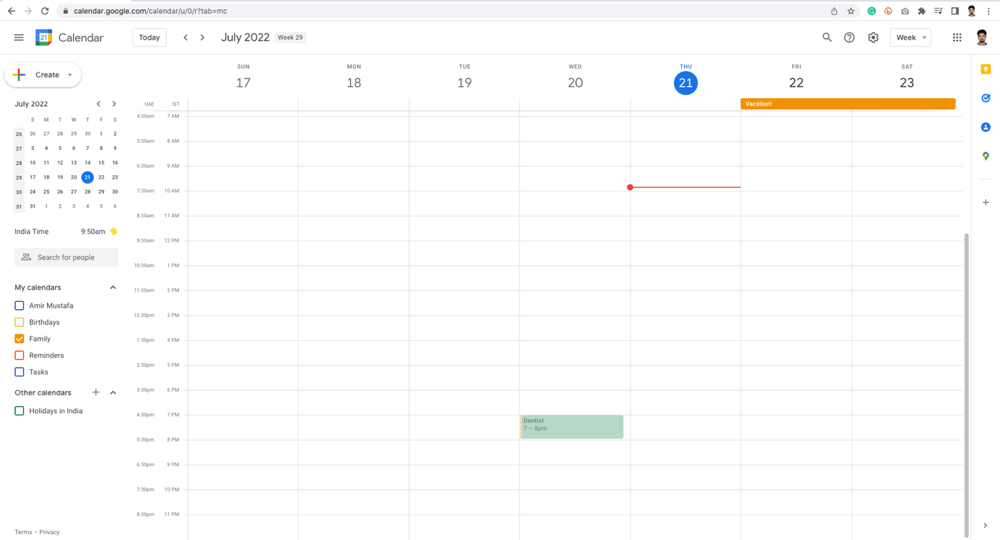 calendar.google.com/calendar/u/0/r?tab=mc
21 Calendar Today July 2022 Week 29 Week
Create
SUN MON TUE WED THU FRI SAT
17 18 19 20 21 22 23
UAE IST Vacation!
July 2022
S M T W T F S
26 26 27 28 29 30 1 2
27 3 4 5 6 7 8 9
28 10 11 12 13 14 15 16
29 17 18 19 20 21 22 23
30 24 25 26 27 28 29 30
31 31 1 2 3 4 5 6
India Time 9:50am
Search for people
My calendars
Amir Mustafa
Birthdays
Family
Reminders
Tasks
Other calendars
Holidays in India
Terms – Privacy
4:30am 7 AM
5:30am 8 AM
6:30am 9 AM
7:30am 10 AM
8:30am 11 AM
9:30am 12 PM
10:30am 1 PM
11:30am 2 PM
12:30pm 3 PM
1:30pm 4 PM
2:30pm 5 PM
3:30pm 6 PM
4:30pm 7 PM
5:30pm 8 PM
6:30pm 9 PM
7:30pm 10 PM
8:30pm 11 PM
Dentist
7 – 8pm